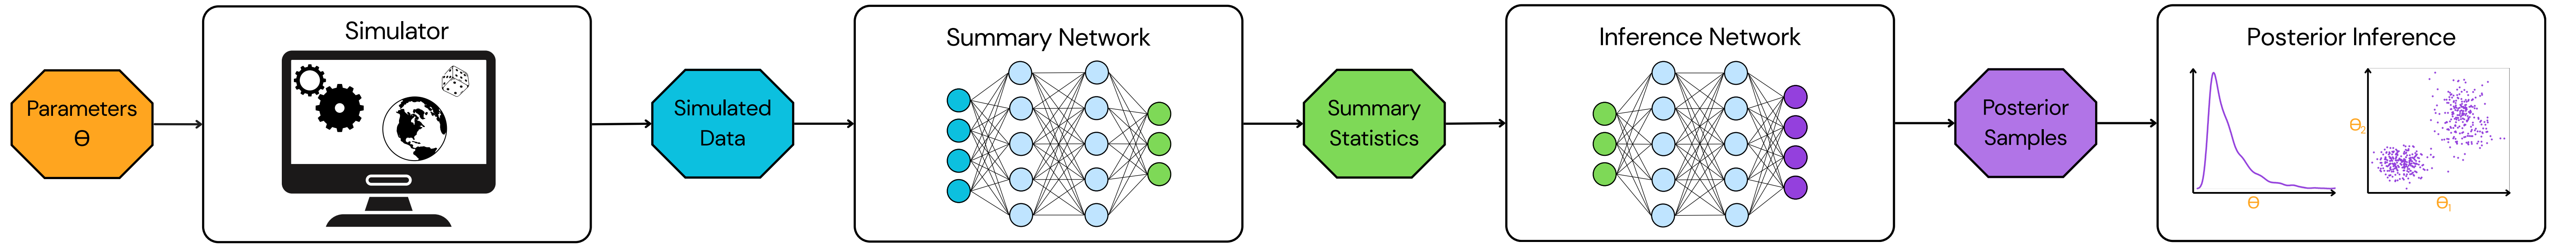 Parameters
Θ
Simulator
Simulated
Data
Summary Network
Summary
Statistics
Inference Network
Posterior
Samples
Posterior Inference
Θ
Θ₂
Θ₁